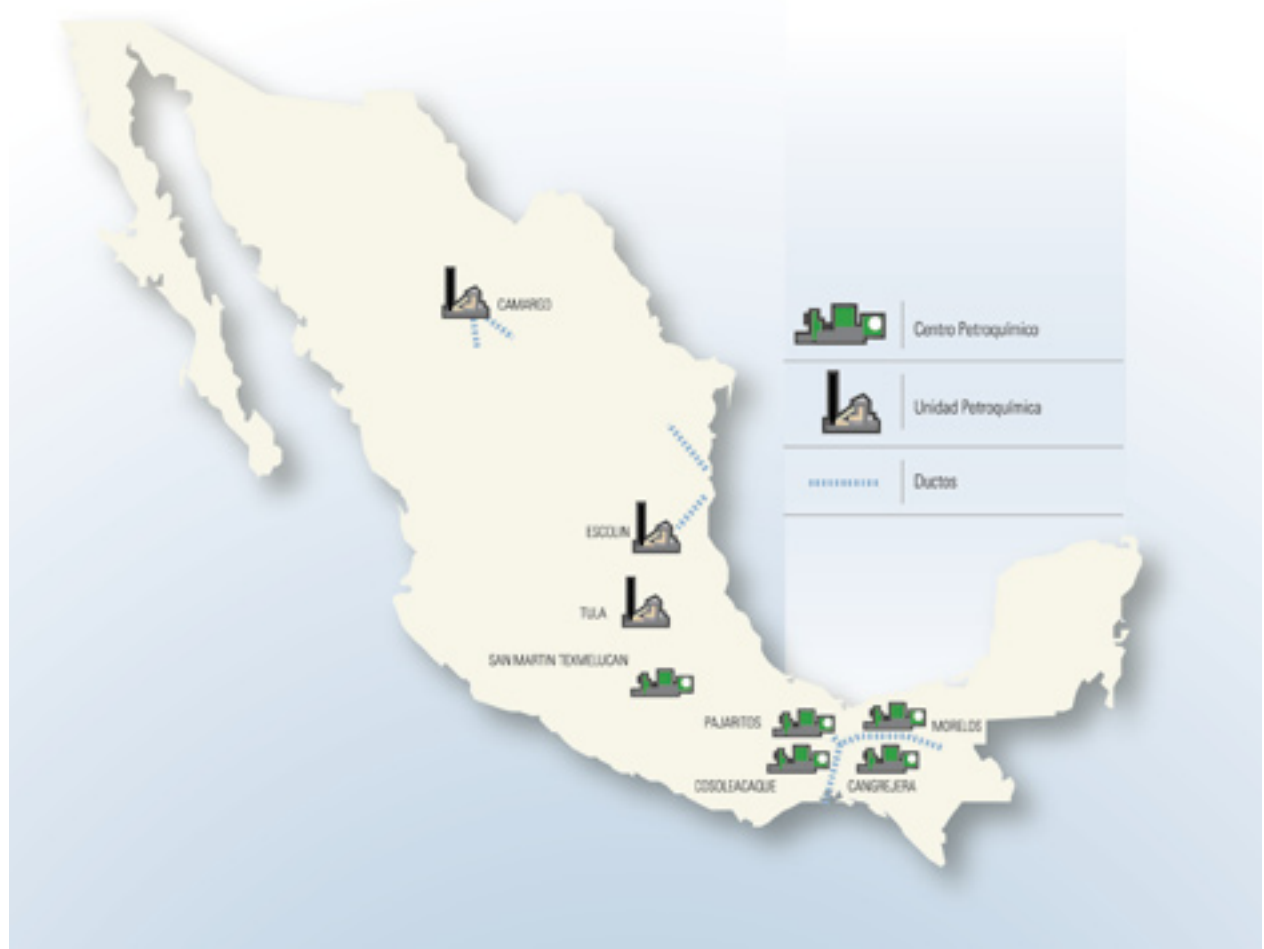 CAMARGO
Centro Petroquímico
Unidad Petroquímica
Ductos
ESCOLIN
TULA
SAN MARTIN TEXMELUCAN
PAJARITOS
MORELOS
COSOLEACAQUE
CANGREJERA